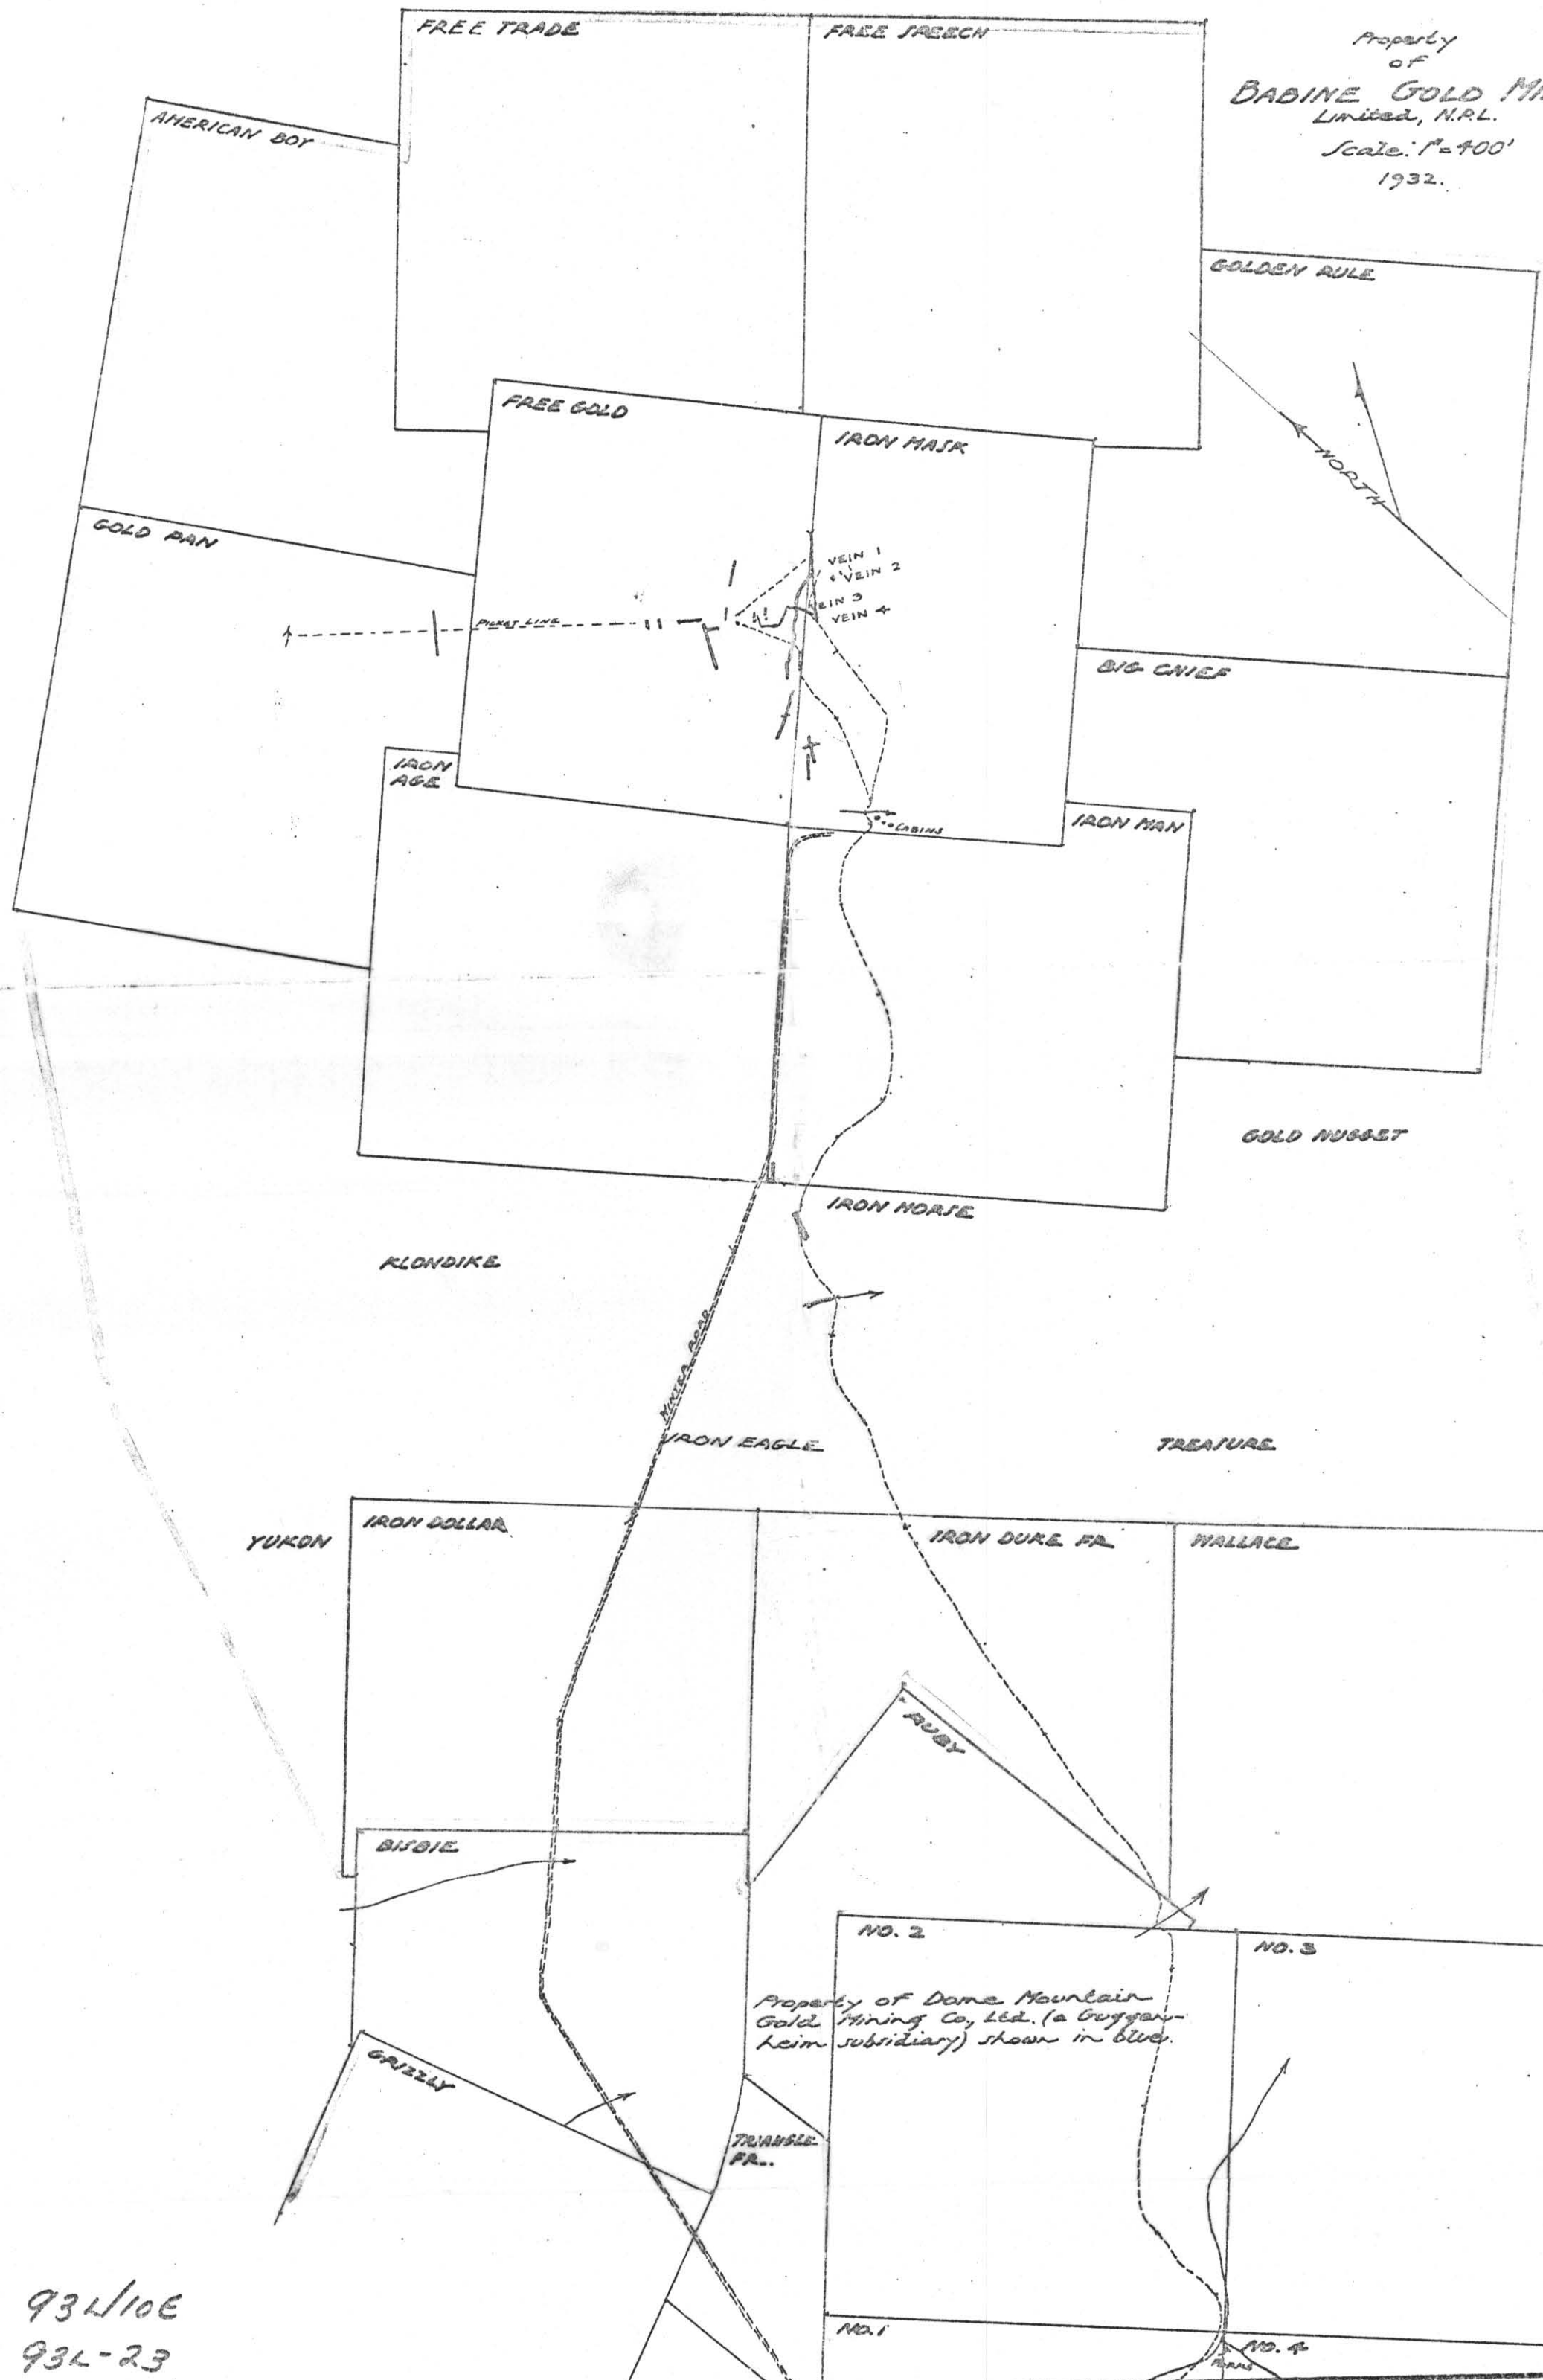 Property
of
BABINE GOLD
Limited, N.P.L.
Scale: 1"=400'
1932.
FREE TRADE
FREE SPEECH
AMERICAN BOY
GOLDEN RULE
FREE GOLD
IRON MASK
NORTH
GOLD PAN
VEIN 1
VEIN 2
VEIN 3
VEIN 4
PICKET LINE
BIG CHIEF
IRON
AGE
CABINS
IRON MAN
GOLD NUGGET
IRON HORSE
KLONDIKE
WINTER ROAD
IRON EAGLE
TREASURE
YUKON
IRON DOLLAR
IRON DUKE FR.
WALLACE
RUBY
BISBIE
NO. 2
NO. 3
Property of Dome Mountain
Gold Mining Co., Ltd. (a Guggen-
heim subsidiary) shown in blue.
GRIZZLY
TRIANGLE
FR..
NO. 1
NO. 4
FORKS
93L/10E
93L-23